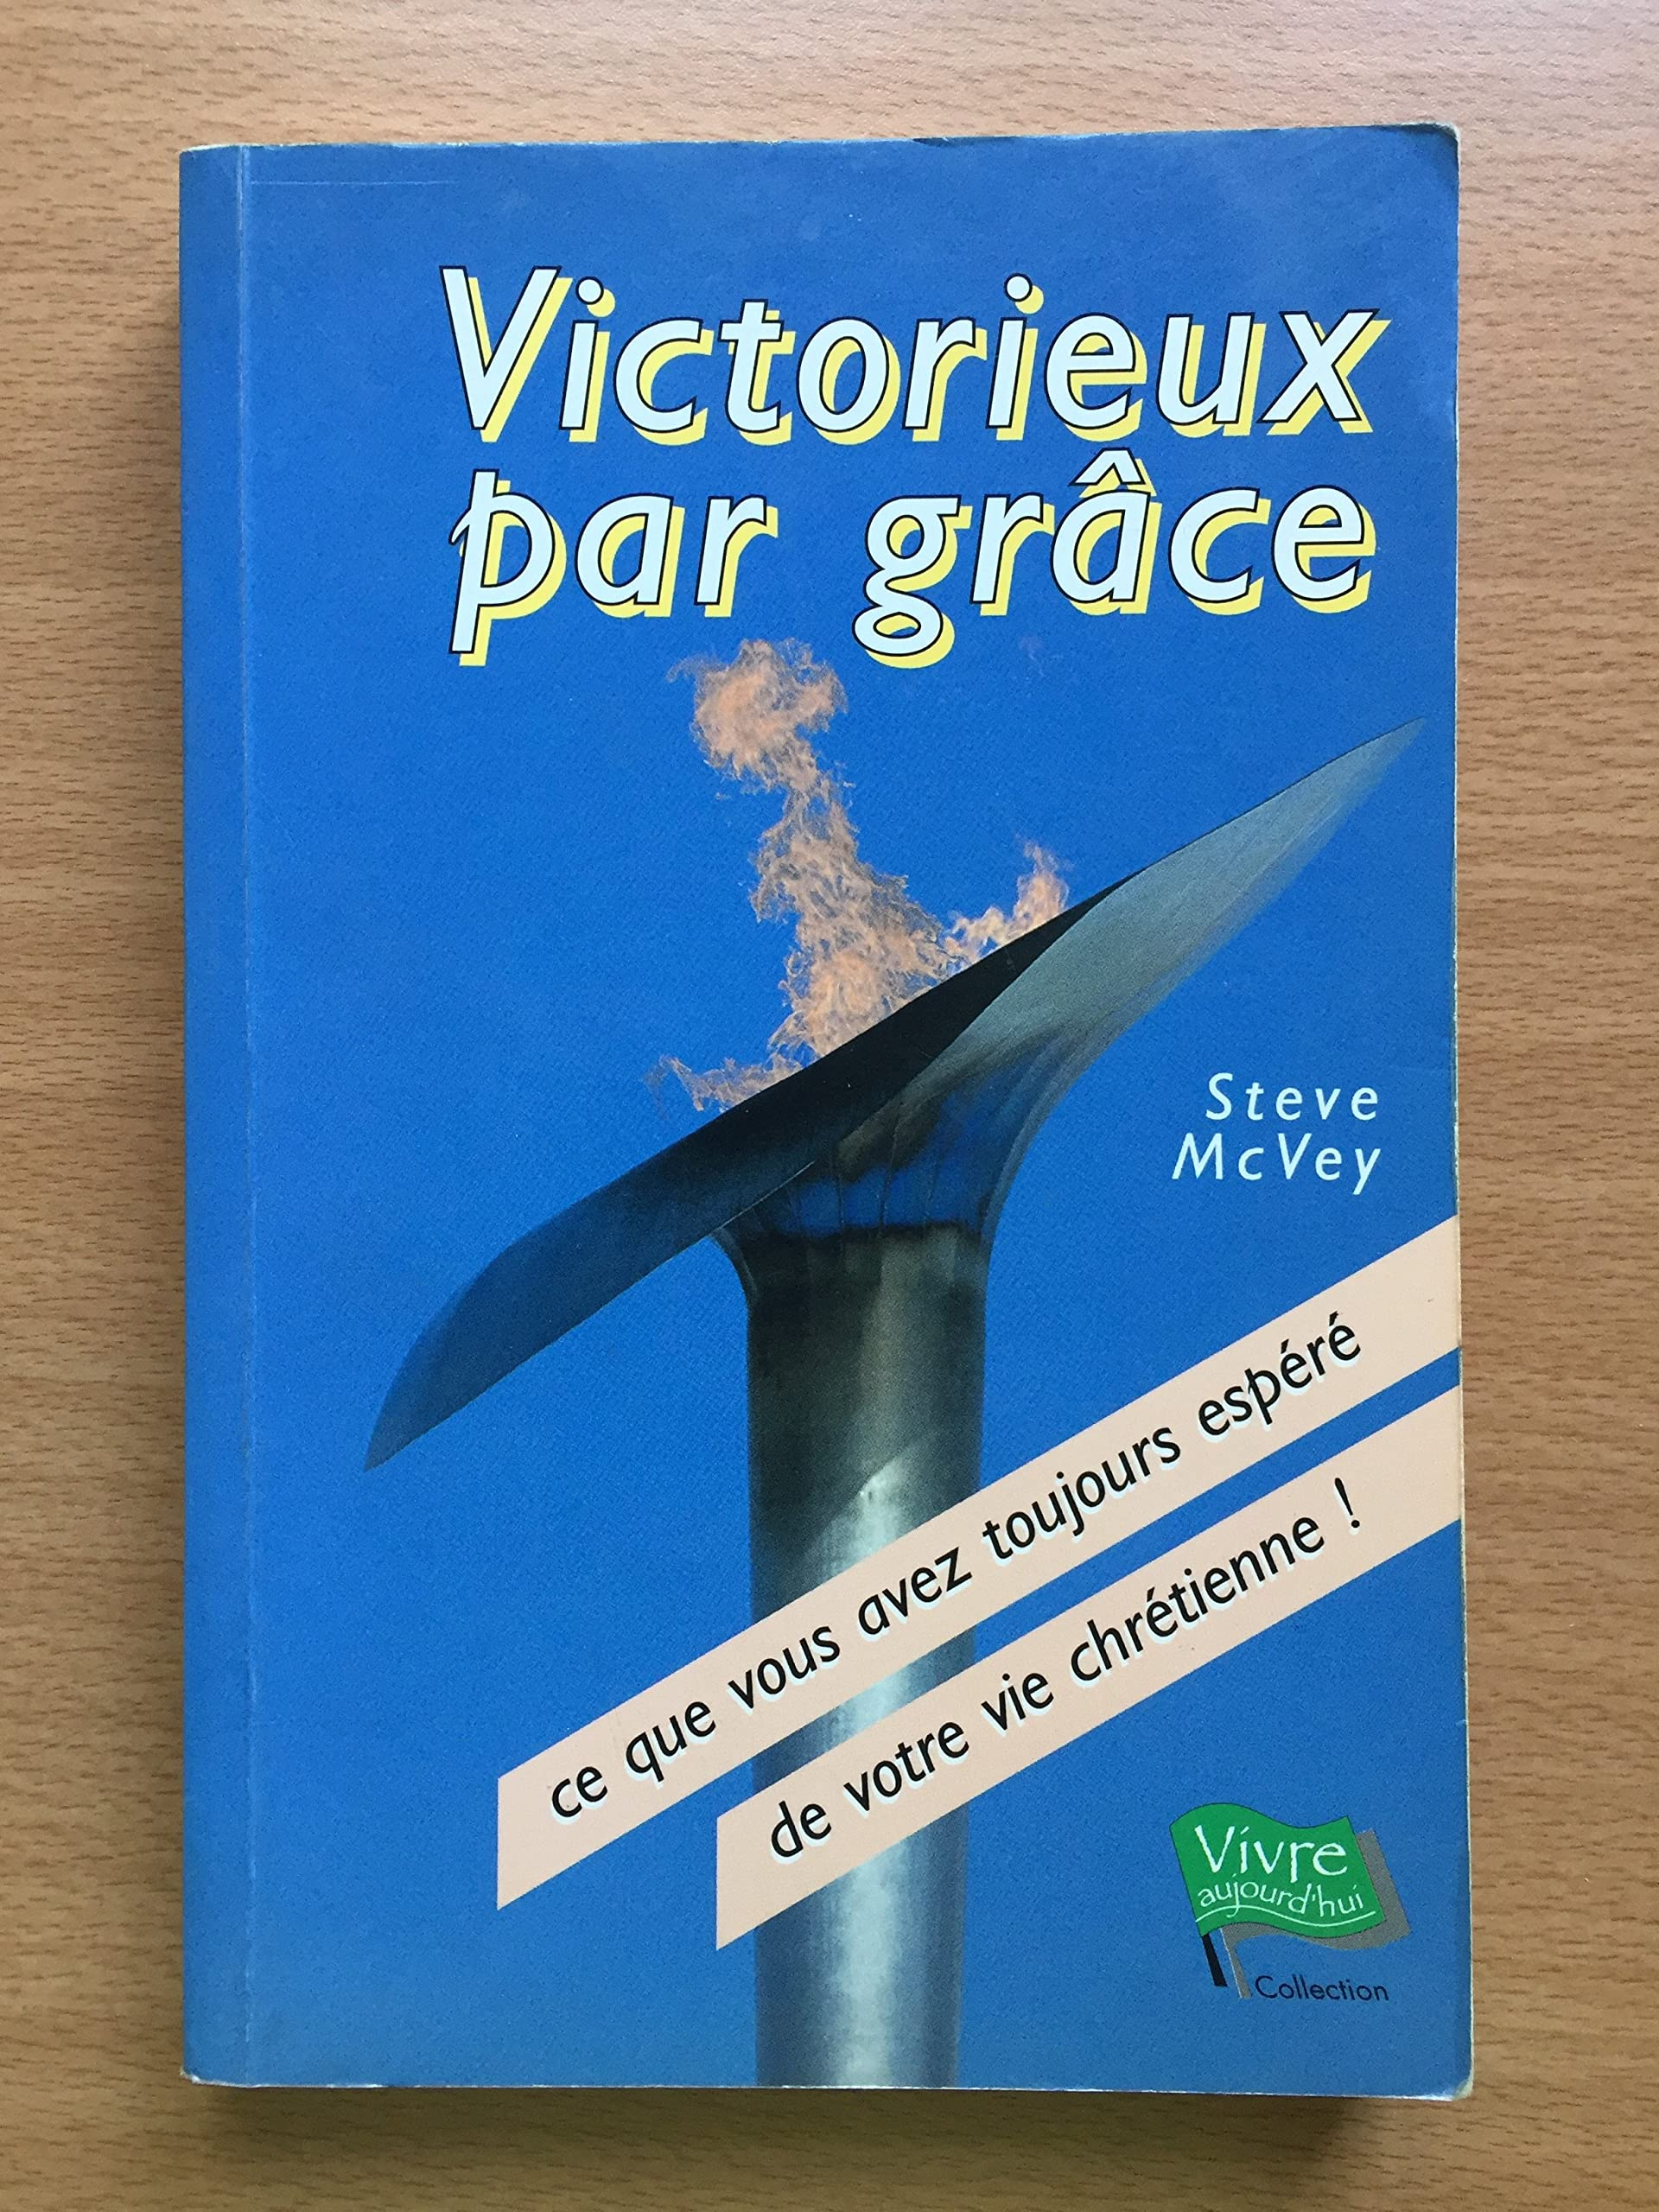 Victorieux
par grâce
Steve
McVey
ce que vous avez toujours espéré
de votre vie chrétienne !
Vivre
aujourd'hui
Collection